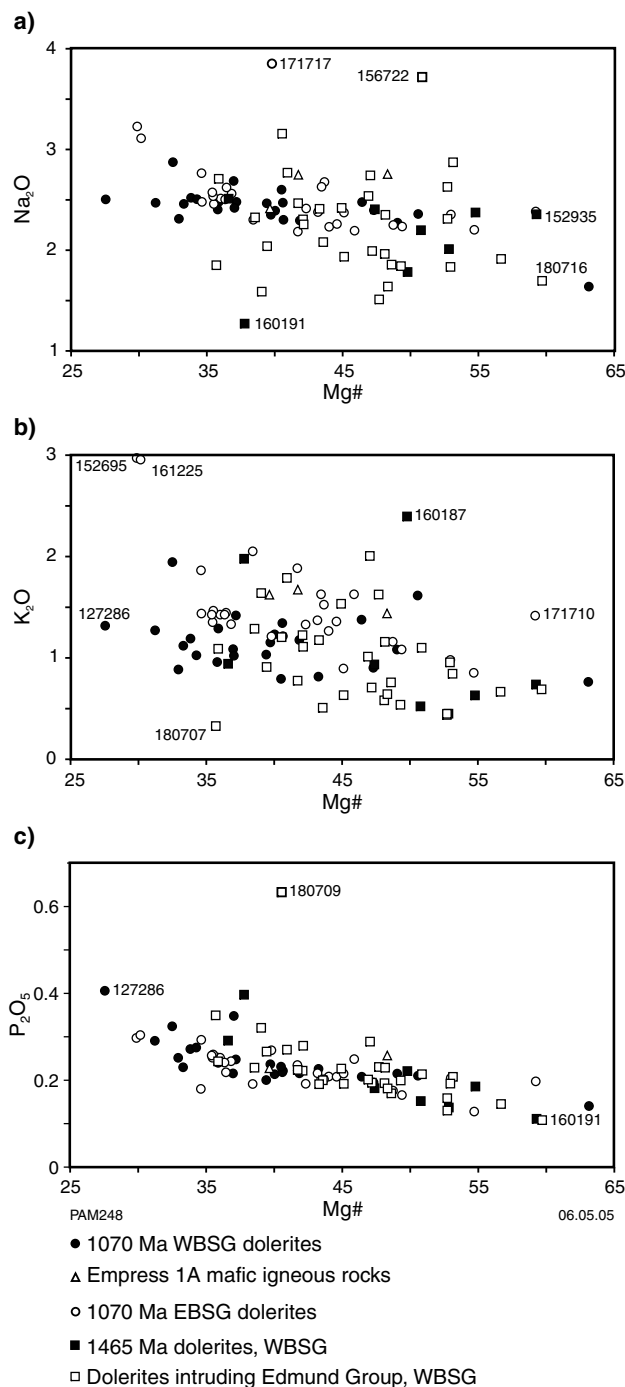 a)
4
171717
156722
3
Na2O
2
152935
180716
160191
1
25 35 45 55 65
Mg#
b)
3
152695 161225
160187
2
K2O
127286
171710
1
180707
0
25 35 45 55 65
Mg#
c)
180709
0.6
127286
0.4
P2O5
0.2
160191
0
25 35 45 55 65
PAM248 Mg# 06.05.05
1070 Ma WBSG dolerites
Empress 1A mafic igneous rocks
1070 Ma EBSG dolerites
1465 Ma dolerites, WBSG
Dolerites intruding Edmund Group, WBSG